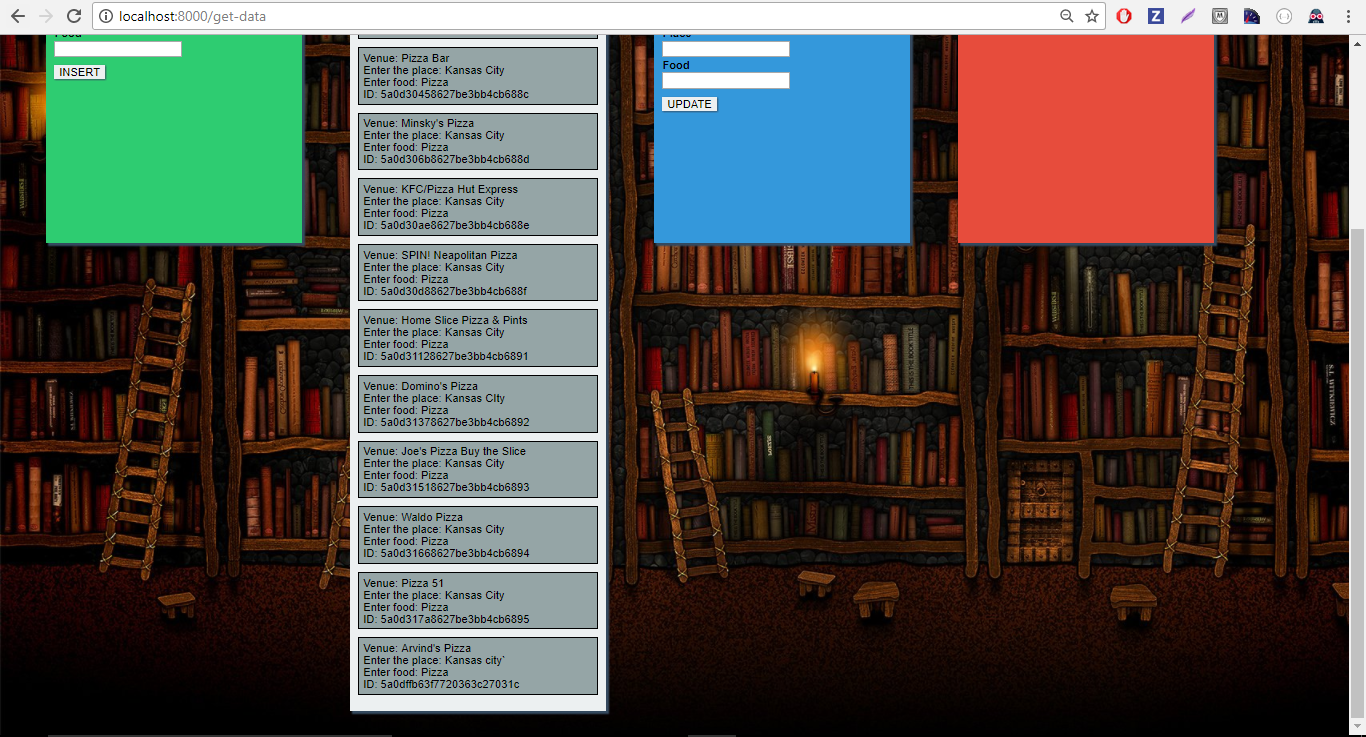 localhost:8000/get-data
Food
INSERT
Venue: Pizza Bar
Enter the place: Kansas City
Enter food: Pizza
ID: 5a0d30458627be3bb4cb688c
Venue: Minsky's Pizza
Enter the place: Kansas City
Enter food: Pizza
ID: 5a0d306b8627be3bb4cb688d
Venue: KFC/Pizza Hut Express
Enter the place: Kansas City
Enter food: Pizza
ID: 5a0d30ae8627be3bb4cb688e
Venue: SPIN! Neapolitan Pizza
Enter the place: Kansas City
Enter food: Pizza
ID: 5a0d30d88627be3bb4cb688f
Venue: Home Slice Pizza & Pints
Enter the place: Kansas City
Enter food: Pizza
ID: 5a0d31128627be3bb4cb6891
Venue: Domino's Pizza
Enter the place: Kansas CIty
Enter food: Pizza
ID: 5a0d31378627be3bb4cb6892
Venue: Joe's Pizza Buy the Slice
Enter the place: Kansas City
Enter food: Pizza
ID: 5a0d31518627be3bb4cb6893
Venue: Waldo Pizza
Enter the place: Kansas City
Enter food: Pizza
ID: 5a0d31668627be3bb4cb6894
Venue: Pizza 51
Enter the place: Kansas City
Enter food: Pizza
ID: 5a0d317a8627be3bb4cb6895
Venue: Arvind's Pizza
Enter the place: Kansas city`
Enter food: Pizza
ID: 5a0dffb63f7720363c27031c
Place
Food
UPDATE
THIS IS THE BOOK TITLE
S.I. WITKIEWICZ